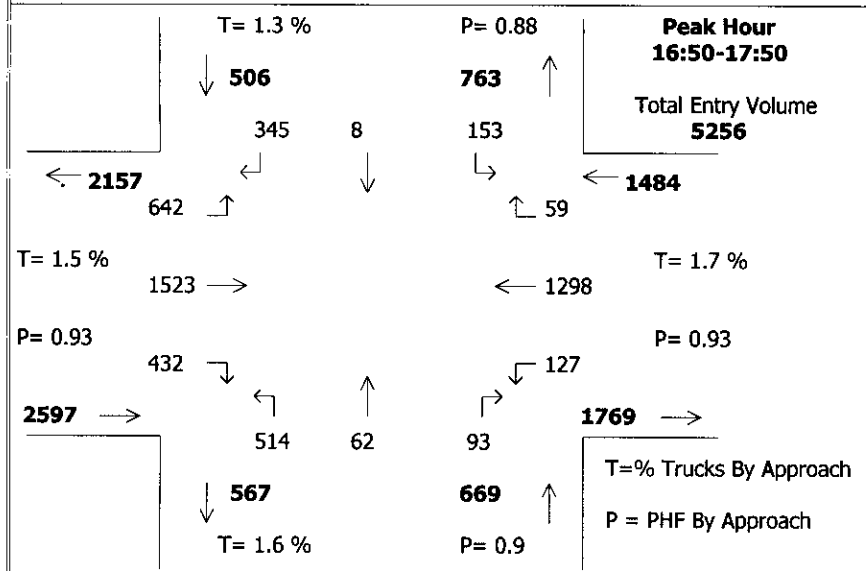 T= 1.3 %
P= 0.88
Peak Hour
16:50-17:50
506
763
Total Entry Volume
5256
345
8
153
2157
1484
642
59
T= 1.5 %
T= 1.7 %
1523
1298
P= 0.93
P= 0.93
432
127
2597
1769
514
62
93
T=% Trucks By Approach
567
669
P = PHF By Approach
T= 1.6 %
P= 0.9